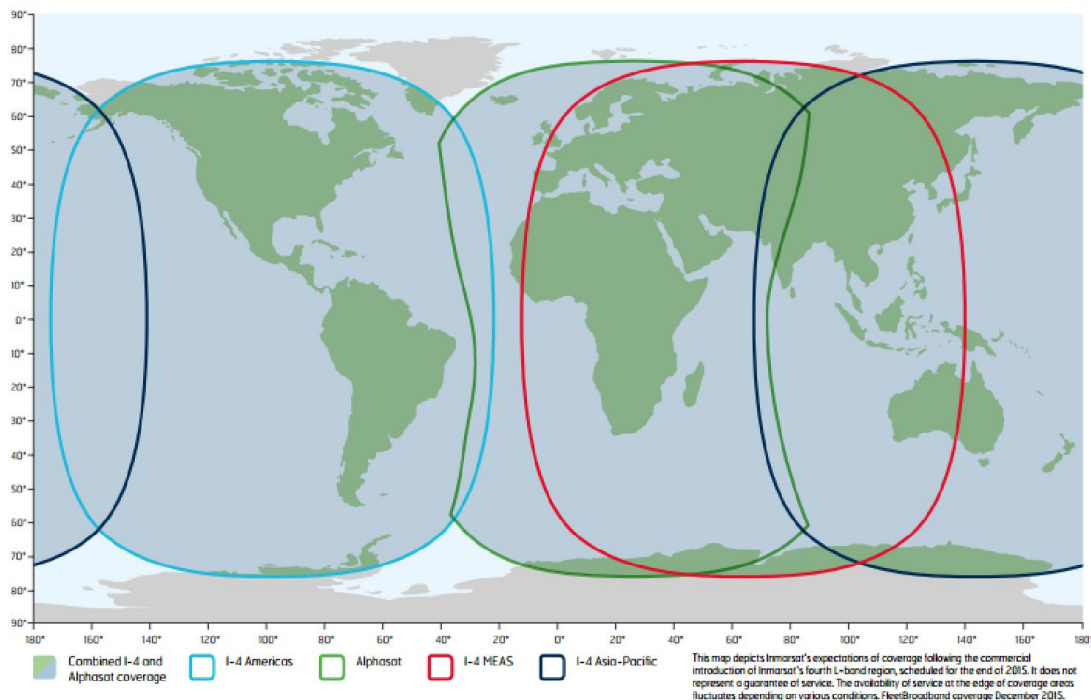 90°
80°
70°
60°
50°
40°
30°
20°
10°
0°
10°
20°
30°
40°
50°
60°
70°
80°
90°
180° 160° 140° 120° 100° 80° 60° 40° 20° 0° 20° 40° 60° 80° 100° 120° 140° 160° 180°
Combined I-4 and
Alphasat coverage
I-4 Americas
Alphasat
I-4 MEAS
I-4 Asia-Pacific
This map depicts Inmarsat's expectations of coverage following the commercial
introduction of Inmarsat's fourth L-band region, scheduled for the end of 2015. It does not
represent a guarantee of service. The availability of service at the edge of coverage areas
fluctuates depending on various conditions. FleetBroadband coverage December 2015.